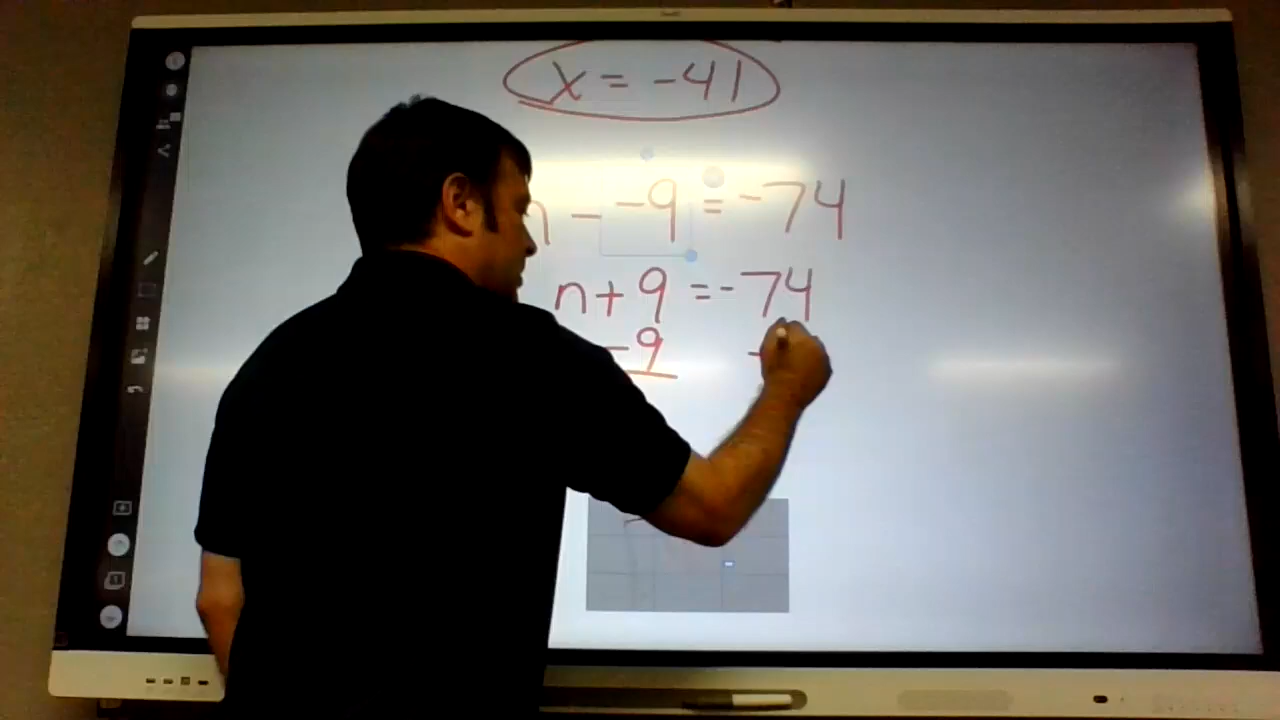 x = -41
n - -9 = -74
n + 9 = -74
-9 -